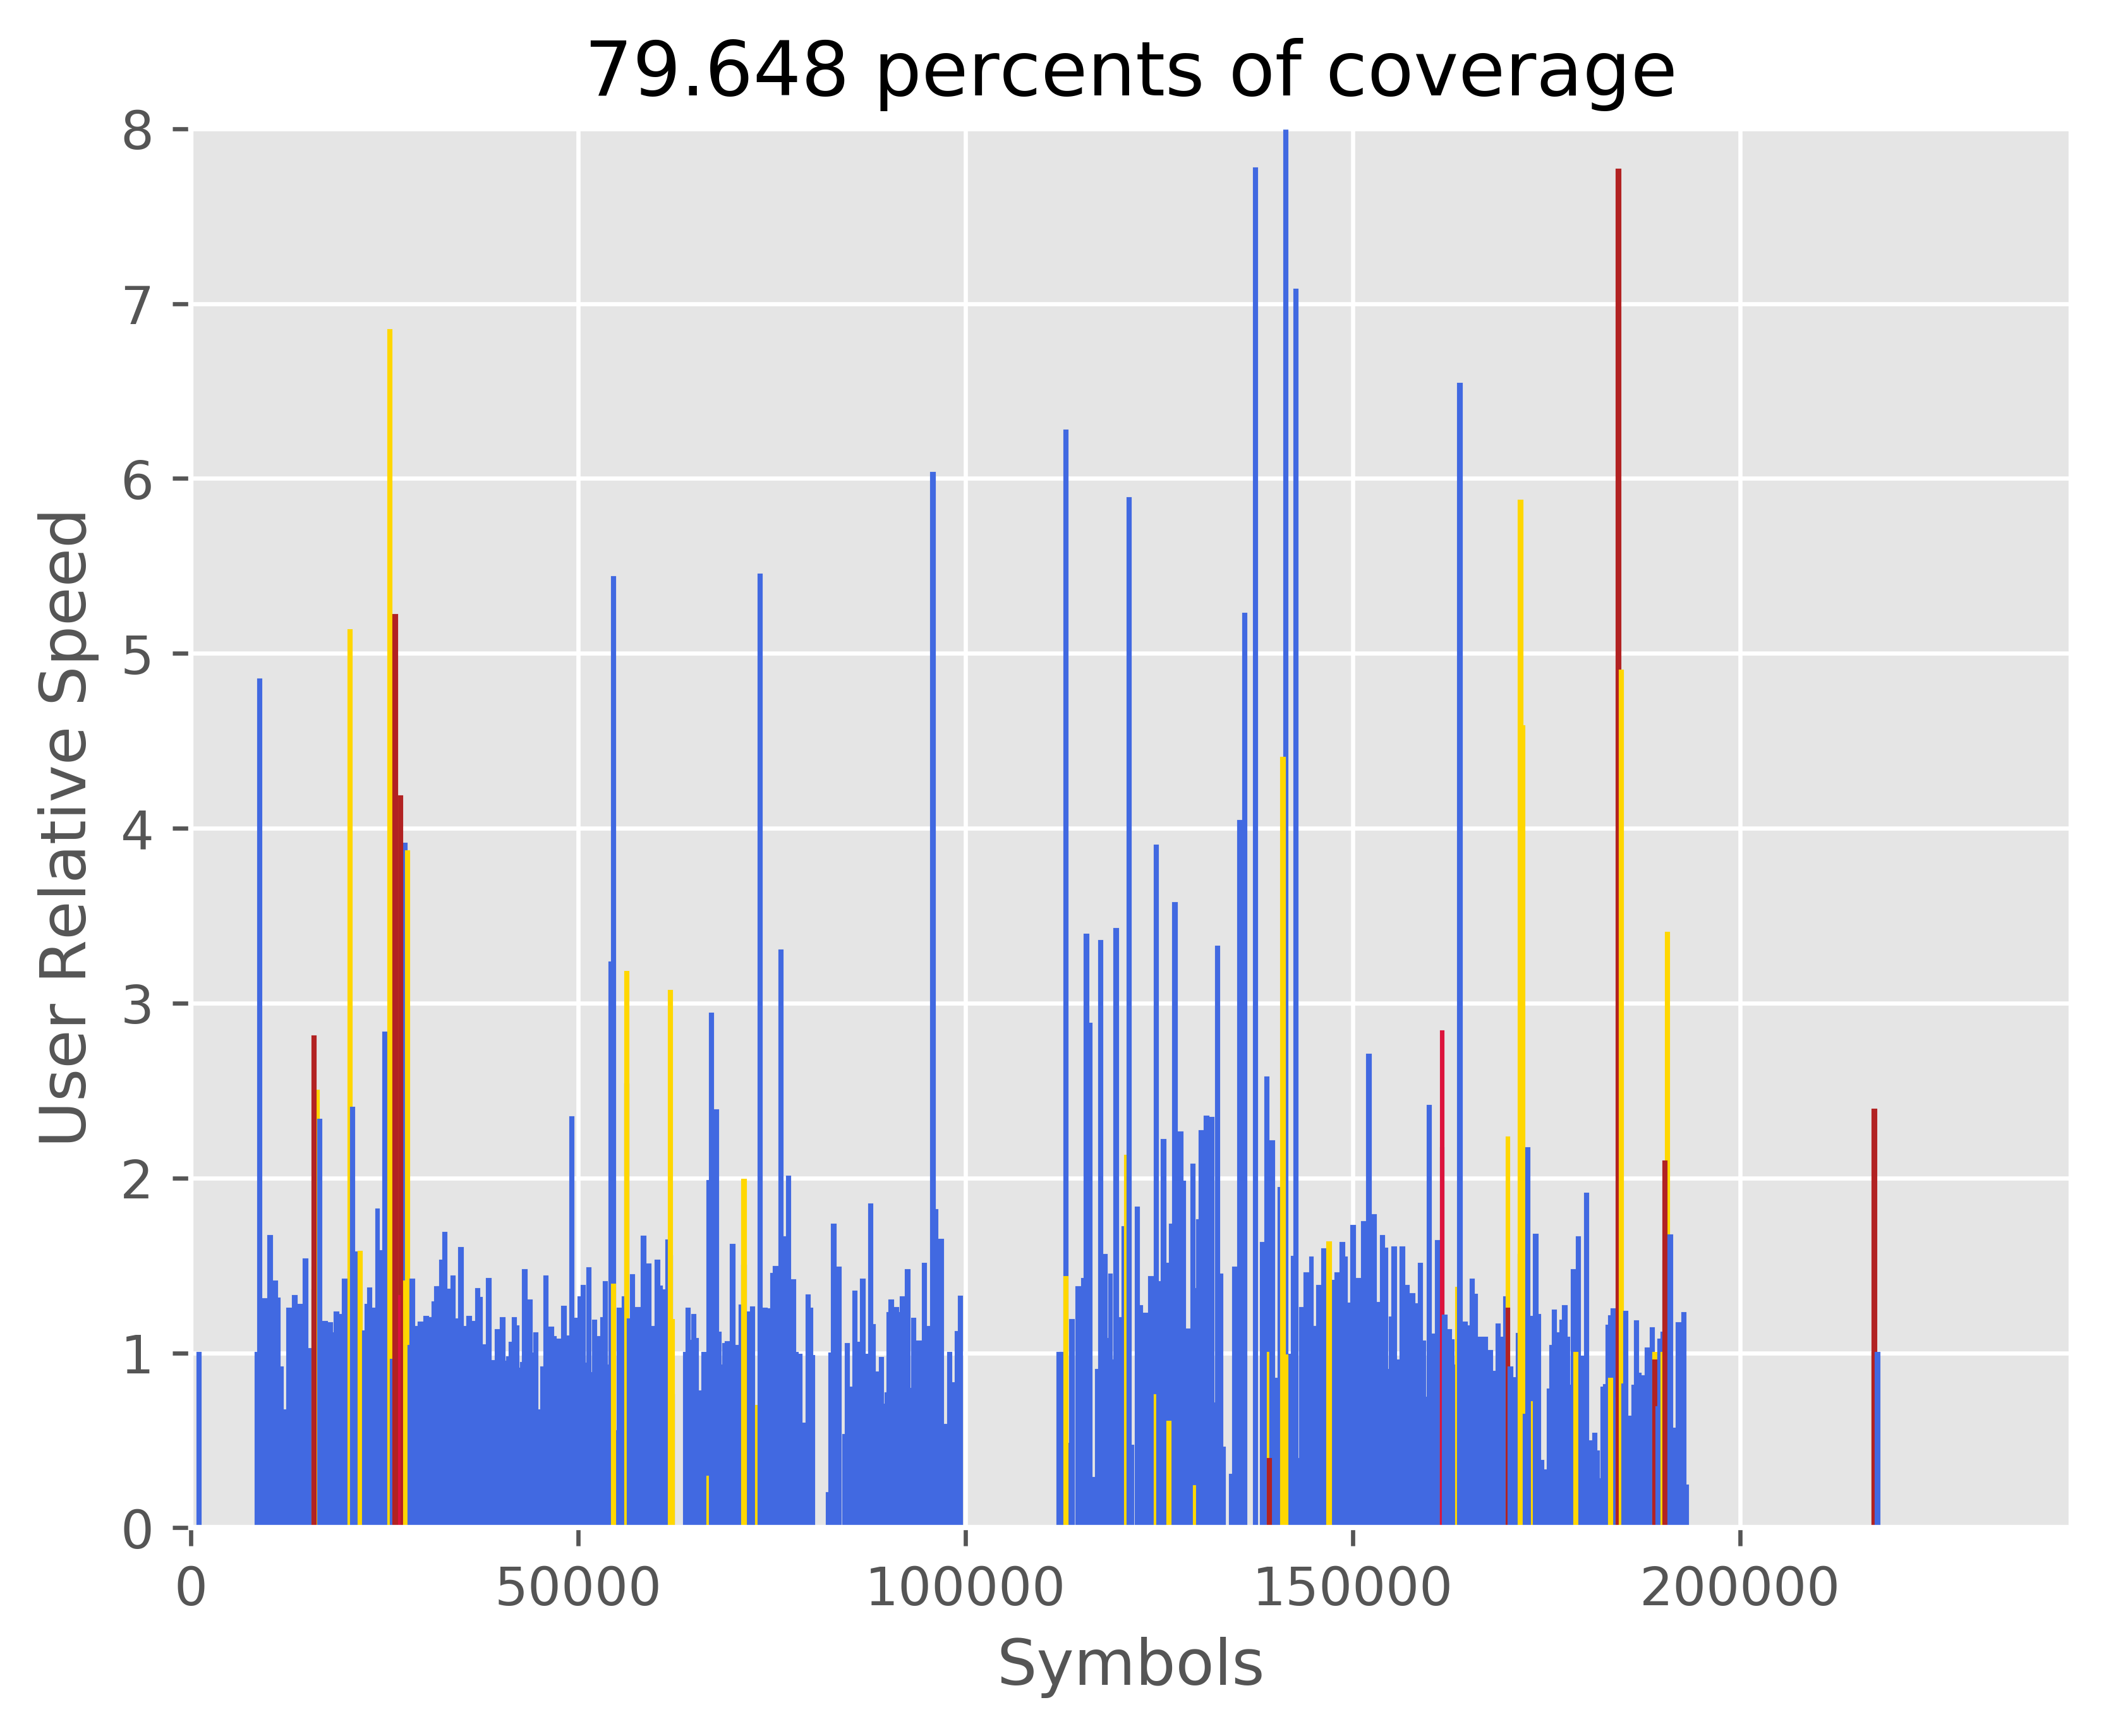 79.648 percents of coverage
8
7
6
5
4
3
2
1
0
User Relative Speed
0 50000 100000 150000 200000
Symbols